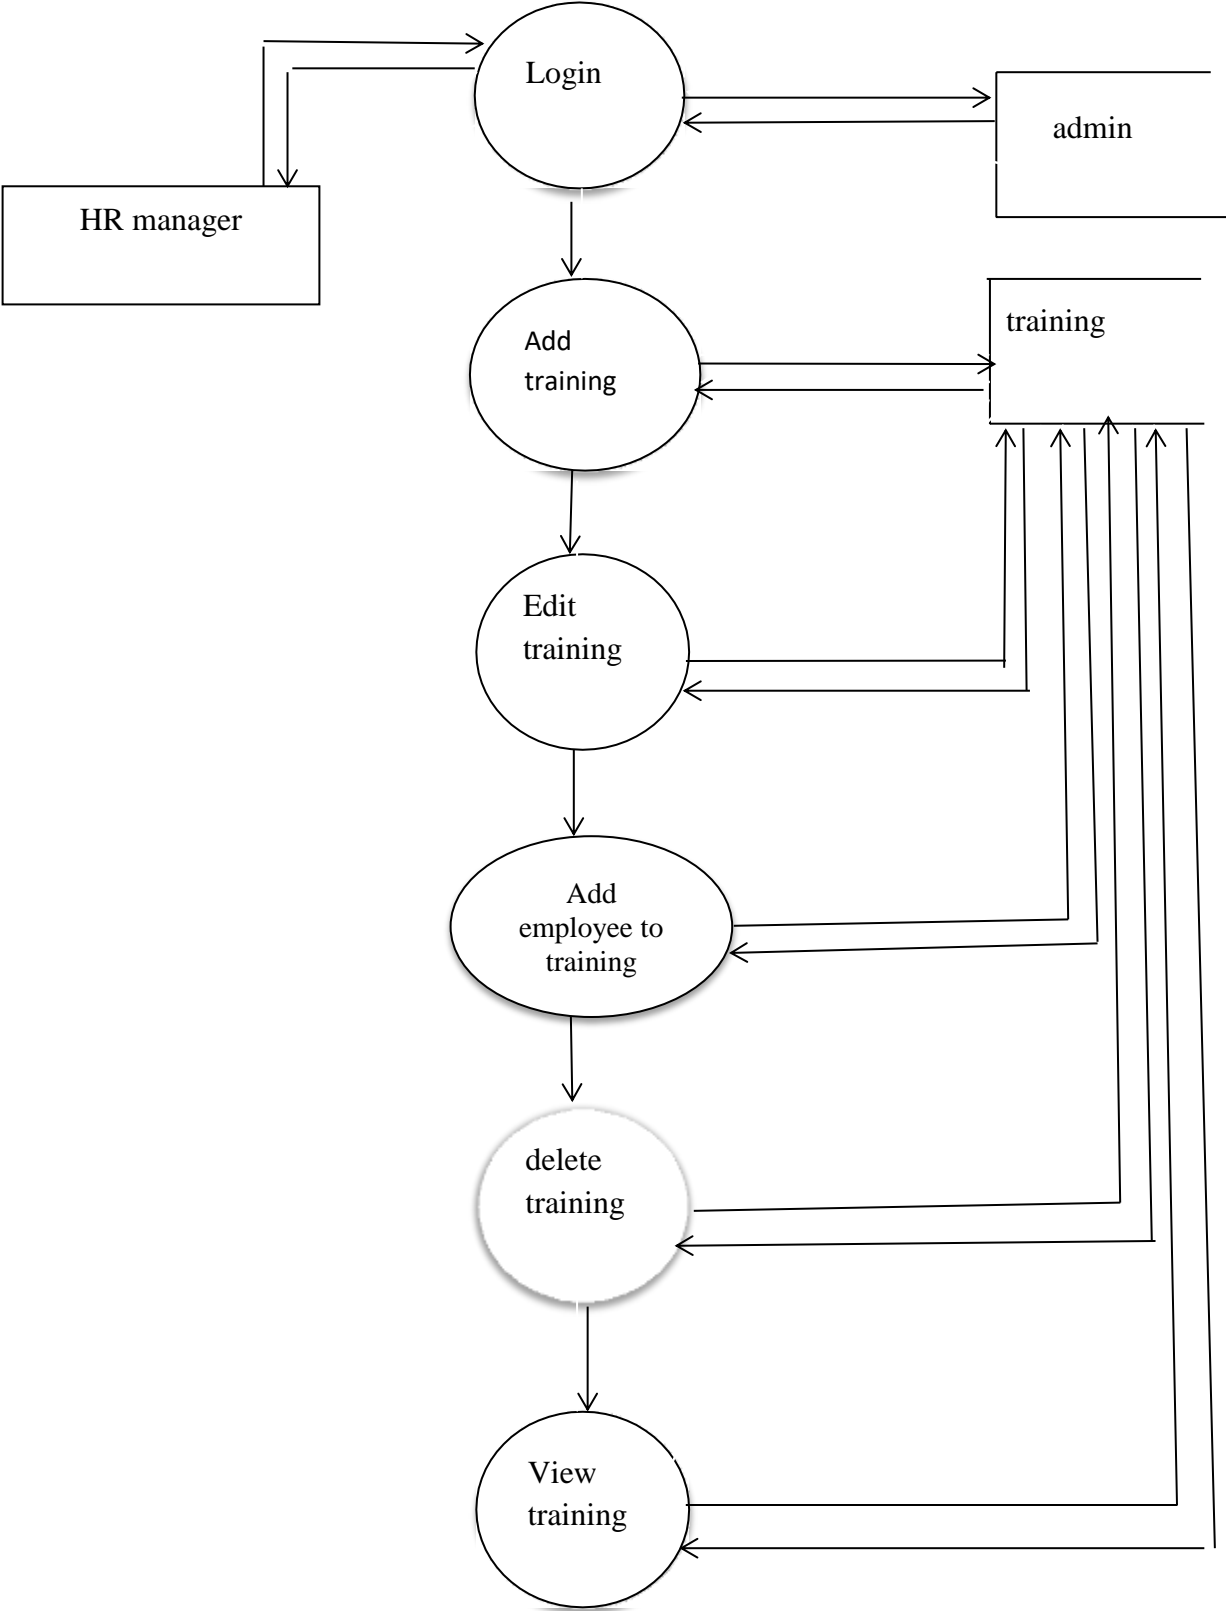 Login
admin
HR manager
training
Add
training
Edit
training
Add
employee to
training
delete
training
View
training